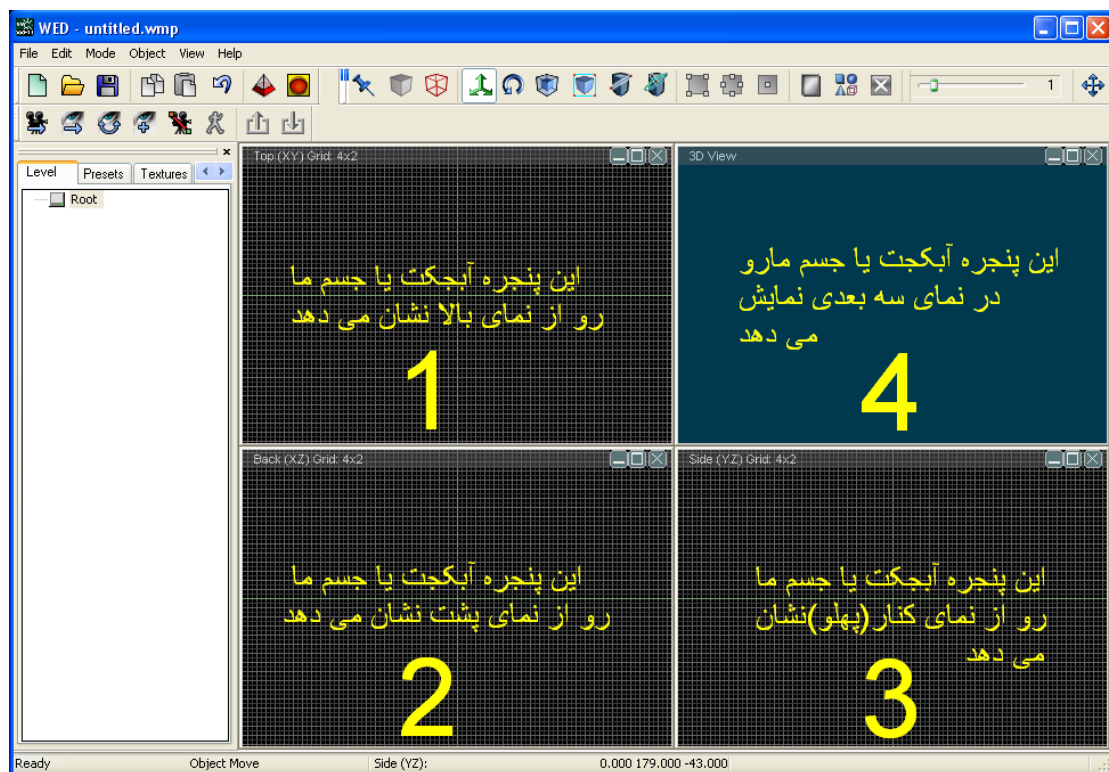 WED - untitled.wmp
File Edit Mode Object View Help
1
Level Presets Textures
Root
Top (XY) Grid: 4x2
این پنجره آبجکت یا جسم ما
رو از نمای بالا نشان می دهد
1
3D View
این پنجره آبکجت یا جسم مارو
در نمای سه بعدی نمایش
می دهد
4
Back (XZ) Grid: 4x2
این پنجره آبکجت یا جسم ما
رو از نمای پشت نشان می دهد
2
Side (YZ) Grid: 4x2
این پنجره آبجکت یا جسم ما
رو از نمای کنار(پهلو)نشان
می دهد
3
Ready Object Move Side (YZ): 0.000 179.000 -43.000